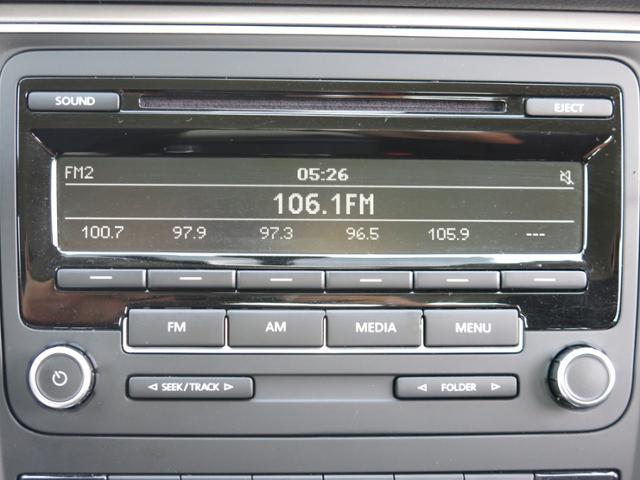 SOUND EJECT
FM2 05:26
106.1FM
100.7 97.9 97.3 96.5 105.9 ---
FM AM MEDIA MENU
SEEK/TRACK FOLDER